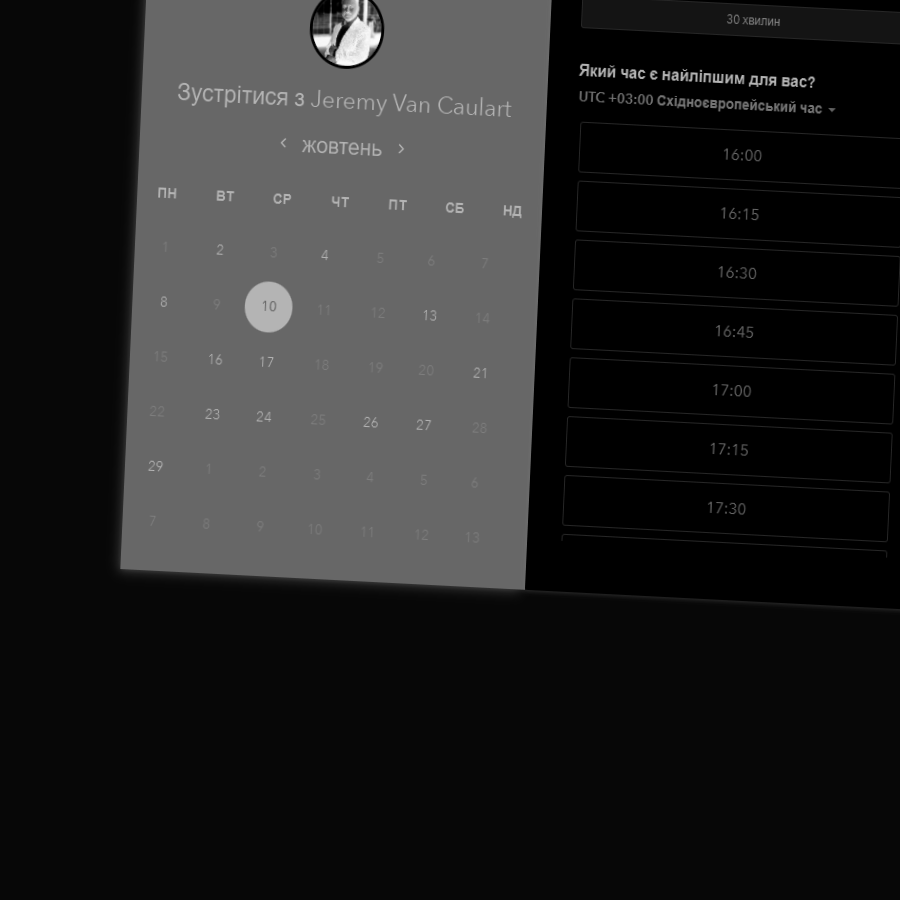 Зустрітися з Jeremy Van Caulart
жовтень
ПН ВТ СР ЧТ ПТ СБ НД
1 2 3 4 5 6 7
8 9 10 11 12 13 14
15 16 17 18 19 20 21
22 23 24 25 26 27 28
29 1 2 3 4 5 6
7 8 9 10 11 12 13
30 хвилин
Який час є найліпшим для вас?
UTC +03:00 Східноєвропейський час
16:00
16:15
16:30
16:45
17:00
17:15
17:30